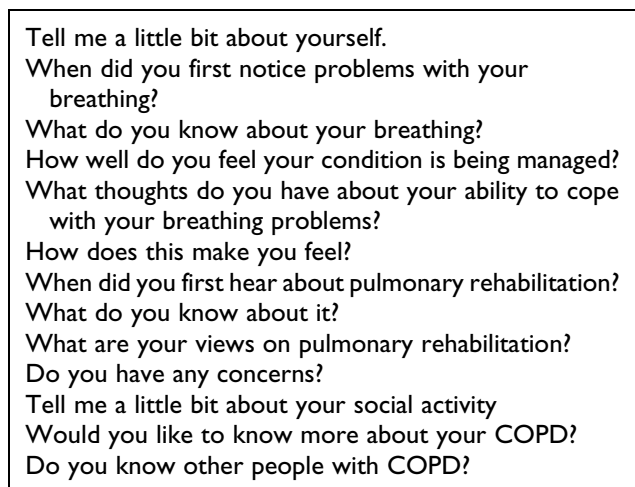 Tell me a little bit about yourself.
When did you first notice problems with your
breathing?
What do you know about your breathing?
How well do you feel your condition is being managed?
What thoughts do you have about your ability to cope
with your breathing problems?
How does this make you feel?
When did you first hear about pulmonary rehabilitation?
What do you know about it?
What are your views on pulmonary rehabilitation?
Do you have any concerns?
Tell me a little bit about your social activity
Would you like to know more about your COPD?
Do you know other people with COPD?